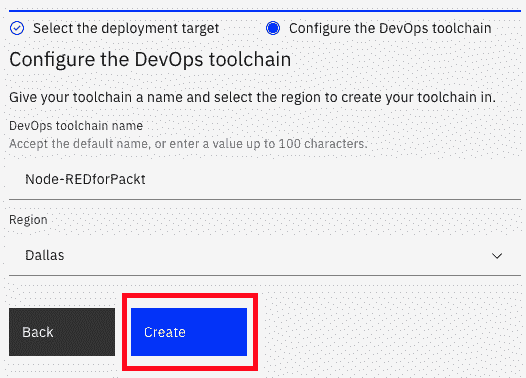 Select the deployment target Configure the DevOps toolchain
Configure the DevOps toolchain
Give your toolchain a name and select the region to create your toolchain in.
DevOps toolchain name
Accept the default name, or enter a value up to 100 characters.
Node-REDforPackt
Region
Dallas
Back Create